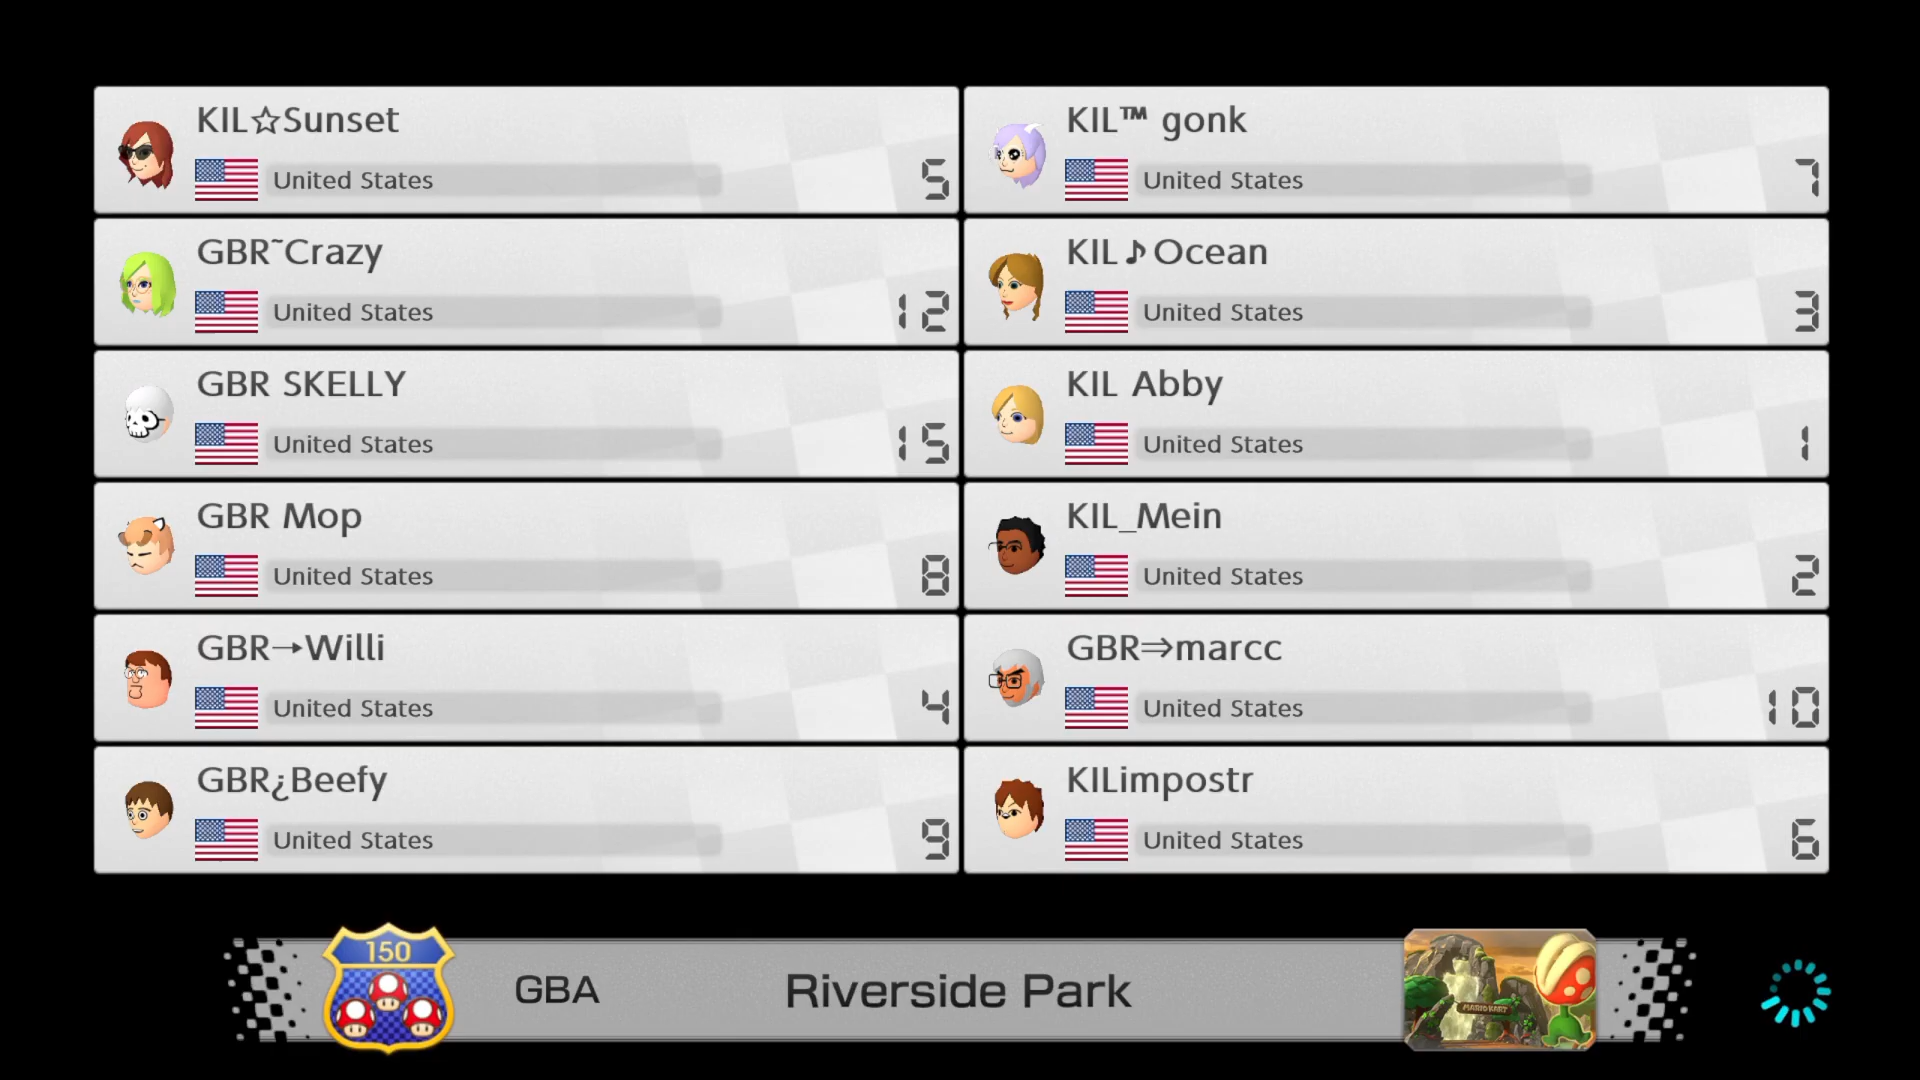 KIL☆Sunset
United States
5
KIL™ gonk
United States
7
GBR˜Crazy
United States
12
KIL♪Ocean
United States
3
GBR SKELLY
United States
15
KIL Abby
United States
1
GBR Mop
United States
8
KIL_Mein
United States
2
GBR→Willi
United States
4
GBR⇒marcc
United States
10
GBR¿Beefy
United States
9
KILimpostr
United States
6
150
GBA Riverside Park
MARIO KART